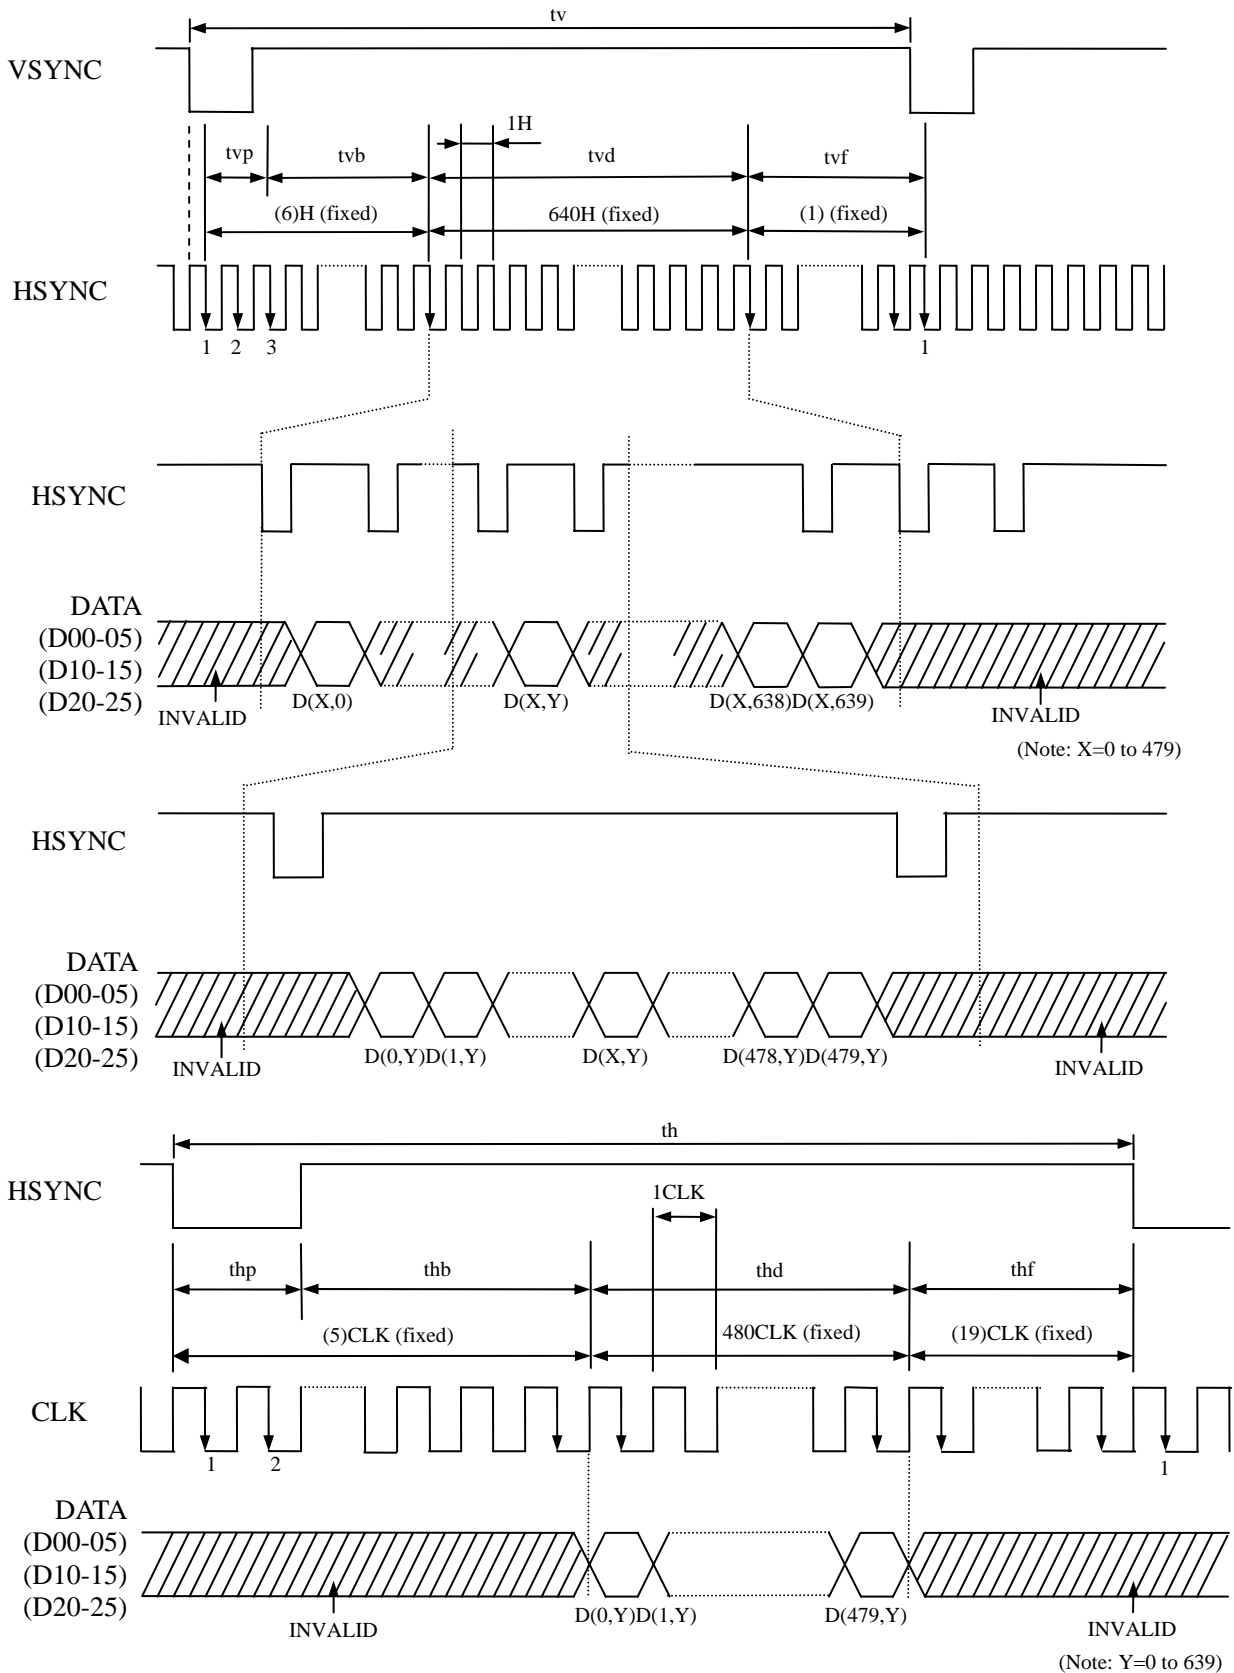 tv
VSYNC
1H
tvp
tvb
tvd
tvf
(6)H (fixed)
640H (fixed)
(1) (fixed)
HSYNC
1
2
3
1
HSYNC
DATA
(D00-05)
(D10-15)
(D20-25)
D(X,0)
D(X,Y)
D(X,638)D(X,639)
INVALID
INVALID
(Note: X=0 to 479)
HSYNC
DATA
(D00-05)
(D10-15)
(D20-25)
D(0,Y)D(1,Y)
D(X,Y)
D(478,Y)D(479,Y)
INVALID
INVALID
th
HSYNC
1CLK
thp
thb
thd
thf
(5)CLK (fixed)
480CLK (fixed)
(19)CLK (fixed)
CLK
1
2
1
DATA
(D00-05)
(D10-15)
(D20-25)
D(0,Y)D(1,Y)
D(479,Y)
INVALID
INVALID
(Note: Y=0 to 639)